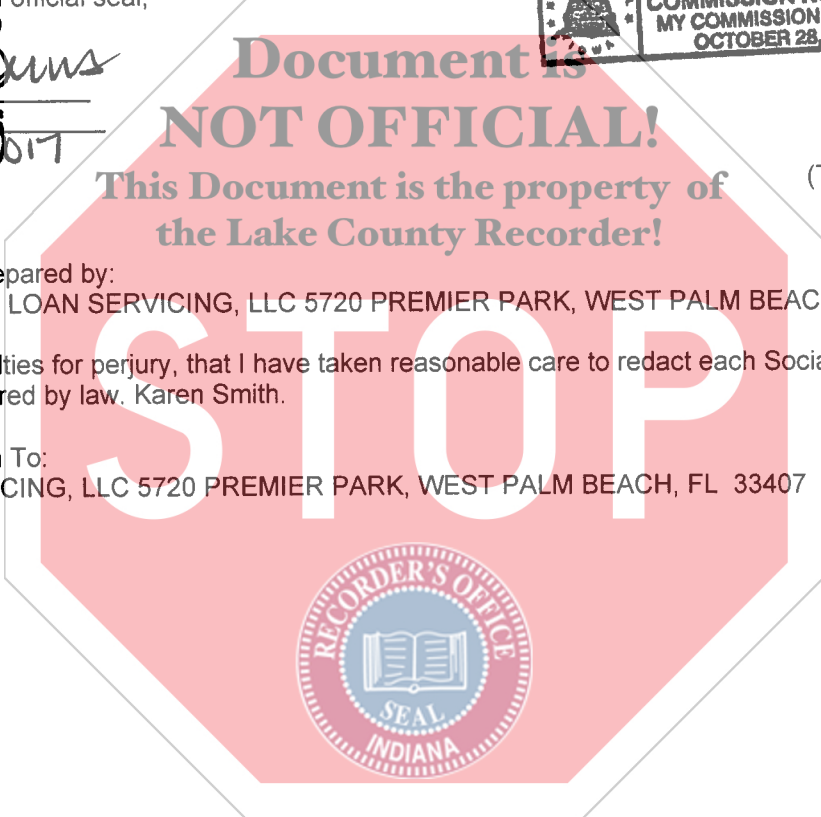 official seal,
COMMISSION
MY COMMISSION
OCTOBER 28,
IOWA
Document is
NOT OFFICIAL!
2017
This Document is the property of
the Lake County Recorder!
epared by:
LOAN SERVICING, LLC 5720 PREMIER PARK, WEST PALM BEAC
lties for perjury, that I have taken reasonable care to redact each Socia
red by law. Karen Smith.
STOP
To:
CING, LLC 5720 PREMIER PARK, WEST PALM BEACH, FL 33407
RECORDER'S OFFICE
SEAL
INDIANA